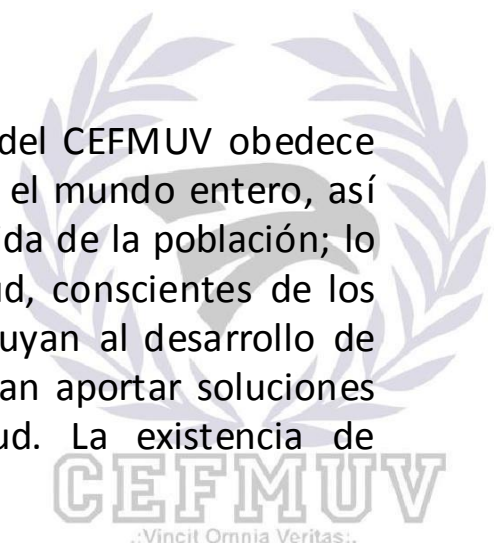 del CEFMUV obedece
el mundo entero, así
da de la población; lo
ud, conscientes de los
uyan al desarrollo de
an aportar soluciones
ud. La existencia de
CEFMUV
.:Vincit Omnia Veritas:.